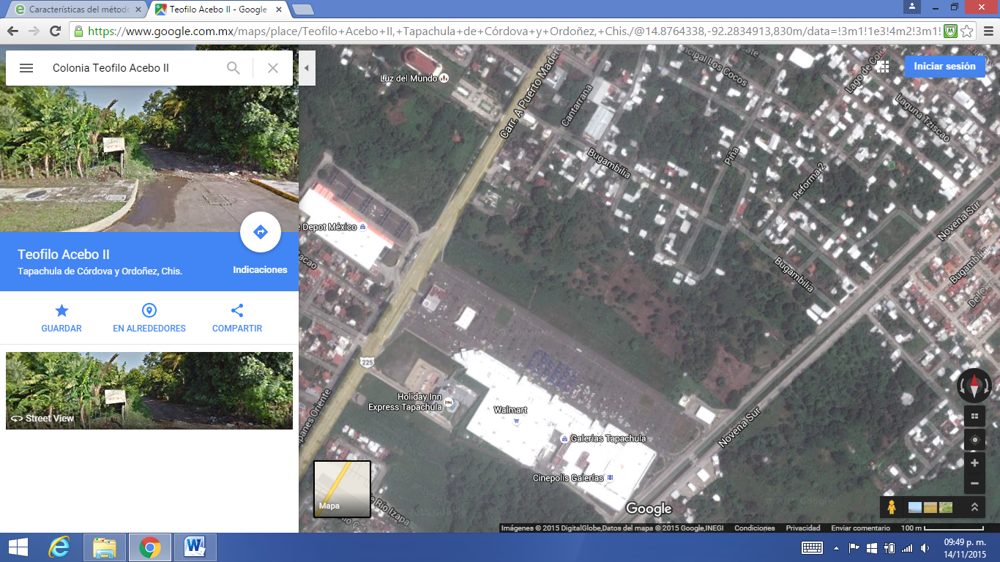 Características del método
Teofilo Acebo II - Google
https://www.google.com.mx/maps/place/Teofilo+Acebo+II,+Tapachula+de+Córdova+y+Ordoñez,+Chis./@14.8764338,-92.2834913,830m/data=!3m1!1e3!4m2!3m1!
Colonia Teofilo Acebo II
Iniciar sesión
Teofilo Acebo II
Tapachula de Córdova y Ordoñez, Chis.
Indicaciones
GUARDAR
EN ALREDEDORES
COMPARTIR
Street View
Luz del Mundo
Carr. A Puerto Madero
Cantarrana
ncipal Los Cocos
Lago de Co
Laguna Tziscao
Bugambilia
Piña
Reforma 2
Novena Sur
Bugambilia
Bugambilia
Del Ce
e Depot México
cacao
225
Holiday Inn
Express Tapachula
Walmart
Galerias Tapachula
Cinepolis Galerías
Novena Sur
panes Oriente
Río Izapa
Mapa
Google
Imágenes © 2015 DigitalGlobe,Datos del mapa © 2015 Google,INEGI
Condiciones
Privacidad
Enviar comentario
100 m
09:49 p. m.
14/11/2015